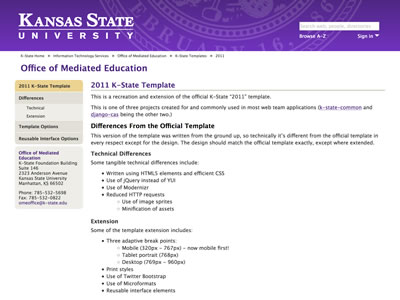 KANSAS STATE
UNIVERSITY
Search web, people, directories
Browse A-Z Sign in
K-State Home » Information Technology Services » Office of Mediated Education » K-State Templates » 2011
Office of Mediated Education
2011 K-State Template
Differences
Technical
Extension
Template Options
Reusable Interface Options
Office of Mediated
Education
K-State Foundation Building
Suite 146
2323 Anderson Avenue
Kansas State University
Manhattan, KS 66502
Phone: 785-532-5698
Fax: 785-532-0822
omeoffice@k-state.edu
2011 K-State Template
This is a recreation and extension of the official K-State "2011" template.
This is one of three projects created for and commonly used in most web team applications (k-state-common and
django-cas being the other two.)
Differences From the Official Template
This version of the template was written from the ground up, so technically it's different from the official template in
every respect except for the design. The design should match the official template exactly, except where extended.
Technical Differences
Some tangible technical differences include:
• Written using HTML5 elements and efficient CSS
• Use of jQuery instead of YUI
• Use of Modernizr
• Reduced HTTP requests
• Use of image sprites
• Minification of assets
Extension
Some of the template extension includes:
• Three adaptive break points:
• Mobile (320px - 767px) - now mobile first!
• Tablet portrait (768px)
• Desktop (769px - 960px)
• Print styles
• Use of Twitter Bootstrap
• Use of Microformats
• Reusable interface elements